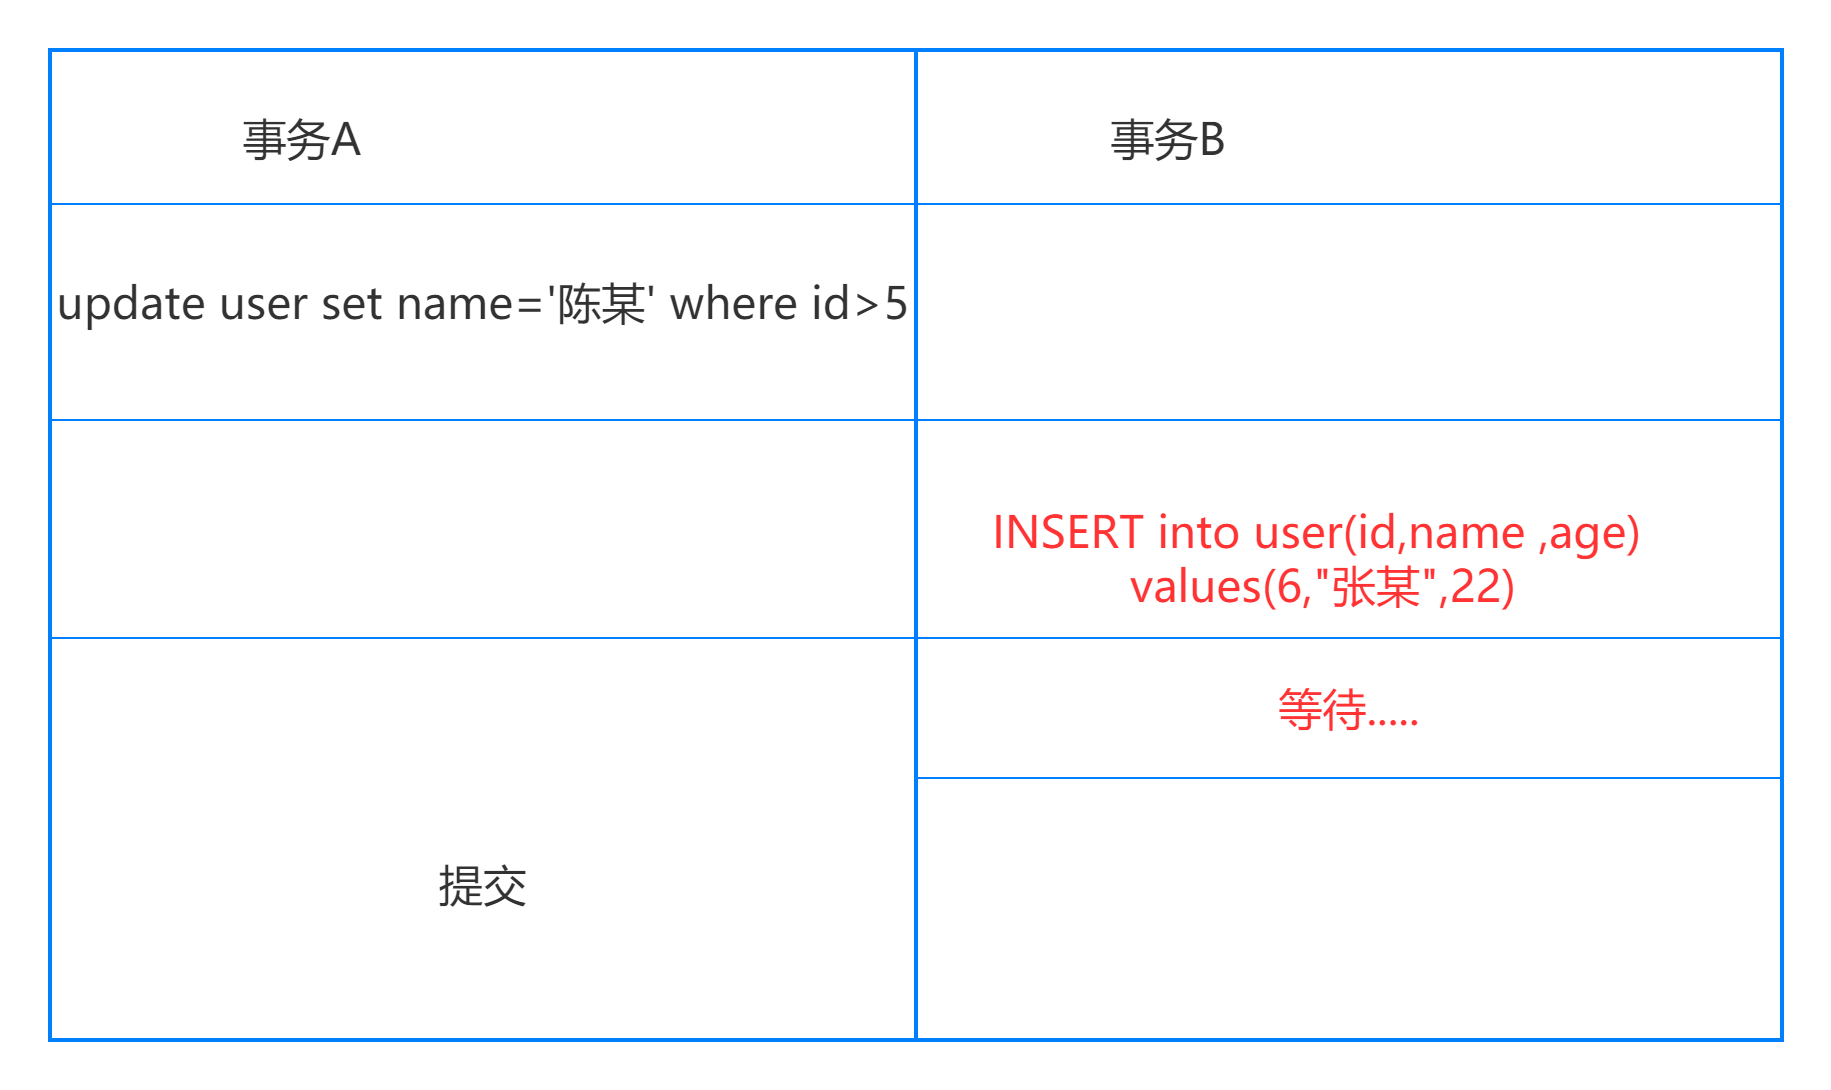 事务A
事务B
update user set name='陈某' where id>5
INSERT into user(id,name ,age)
values(6,"张某",22)
等待.....
提交